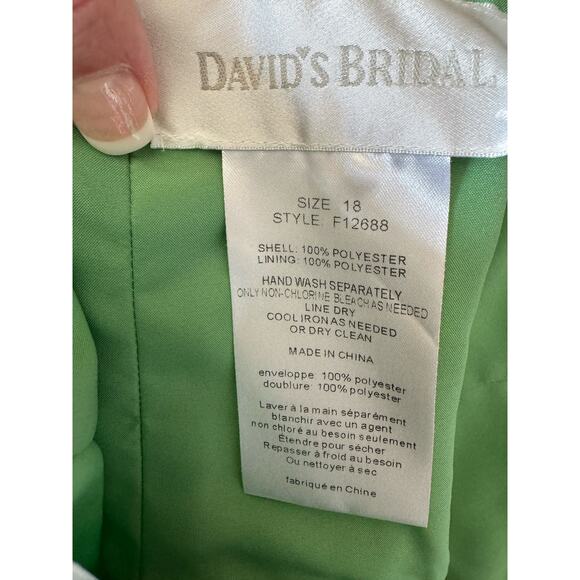 DAVID'S BRIDAL
SIZE 18
STYLE: F12688
SHELL: 100% POLYESTER
LINING: 100% POLYESTER
HAND WASH SEPARATELY
ONLY NON-CHLORINE BLEACH AS NEEDED
LINE DRY
COOL IRON AS NEEDED
OR DRY CLEAN
MADE IN CHINA
enveloppe: 100% polyester
doublure: 100% polyester
Laver à la main séparément
blanchir avec un agent
non chloré au besoin seulement
Étendre pour sécher
Repasser à froid au besoin
Ou nettoyer à sec
fabriqué en Chine